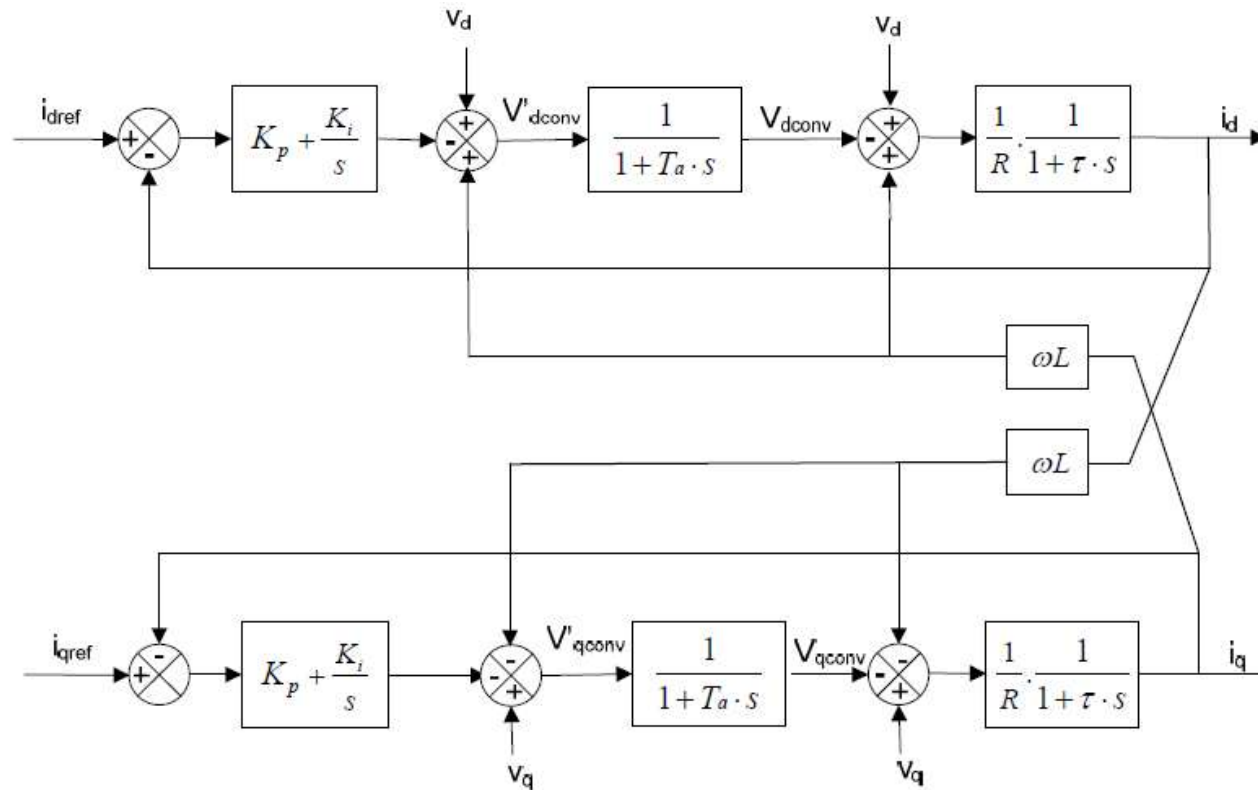 v_d
v_d
i_dref
+
-
K_p + K_i / s
+
-
+
V'_dconv
1 / (1 + T_a · s)
V_dconv
+
-
+
1/R · 1 / (1 + τ · s)
i_d
ωL
ωL
i_qref
-
+
K_p + K_i / s
-
-
+
V'_qconv
1 / (1 + T_a · s)
V_qconv
-
-
+
1/R · 1 / (1 + τ · s)
i_q
v_q
v_q